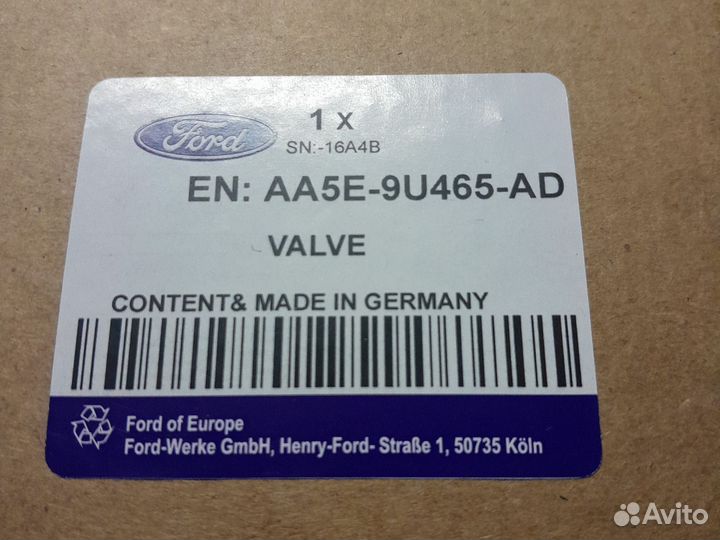 Ford
1 X
SN:-16A4B
EN: AA5E-9U465-AD
VALVE
CONTENT& MADE IN GERMANY
Ford of Europe
Ford-Werke GmbH, Henry-Ford- Straße 1, 50735 Köln
Avito